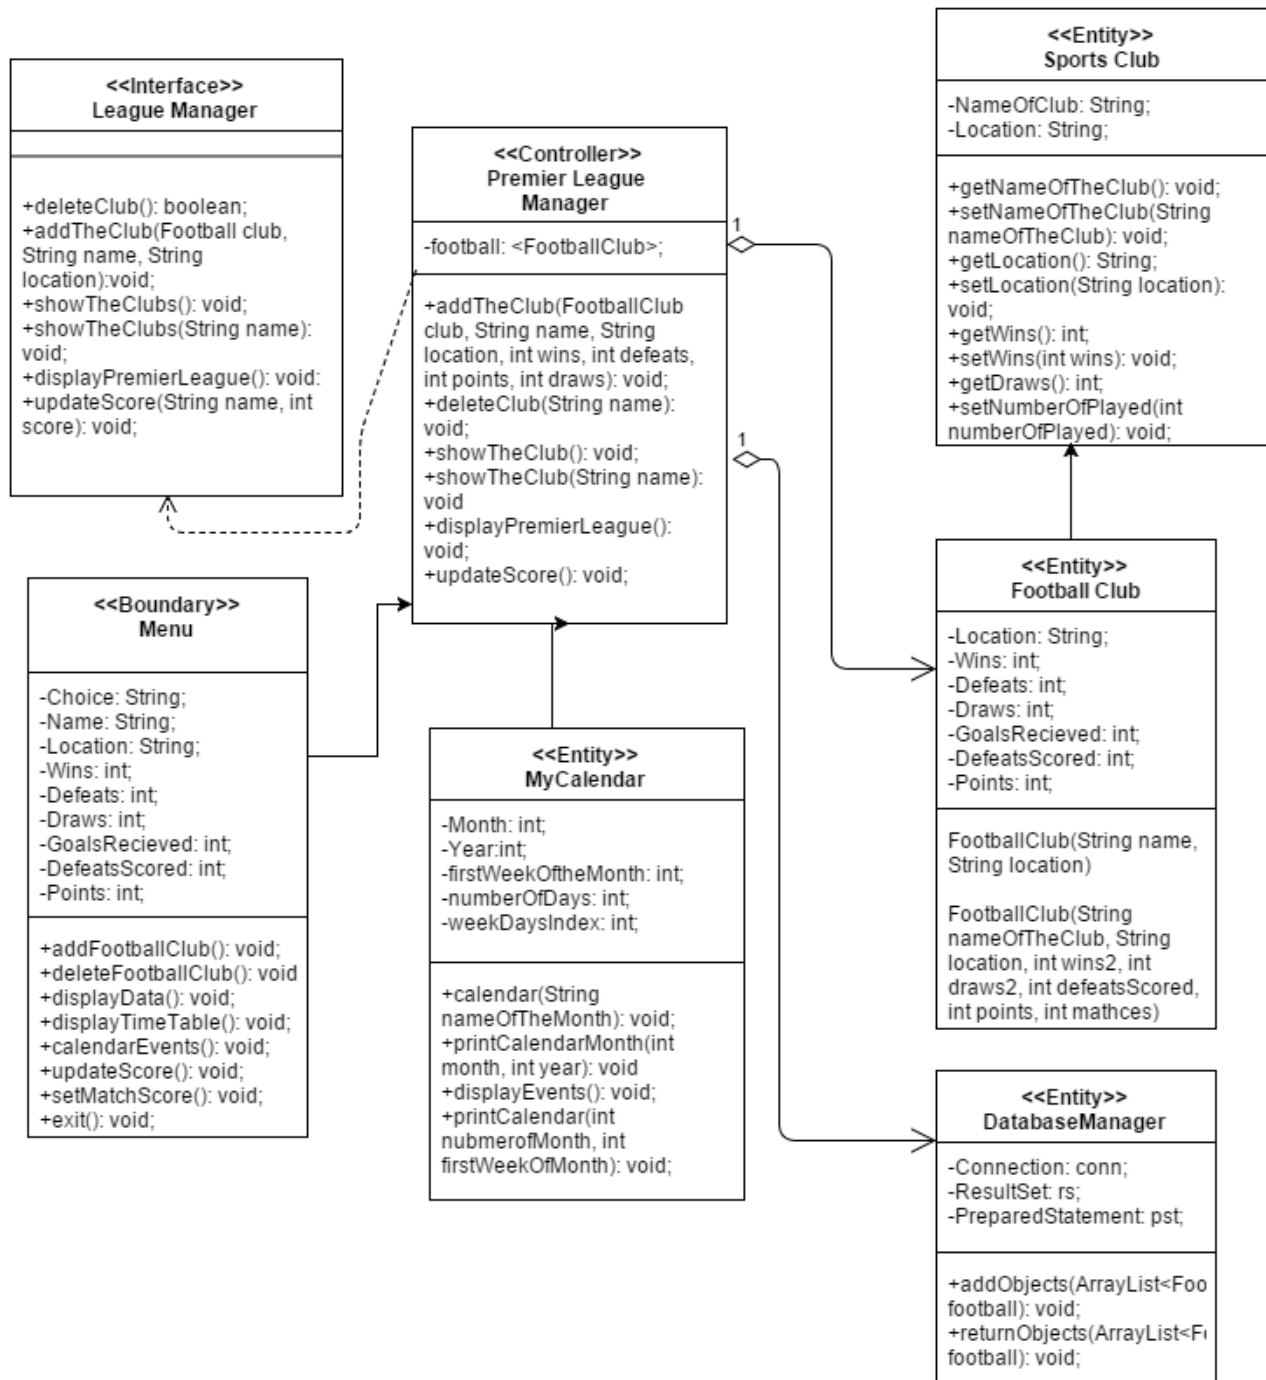 <<Interface>>
League Manager
+deleteClub(): boolean;
+addTheClub(Football club,
String name, String
location):void;
+showTheClubs(): void;
+showTheClubs(String name):
void;
+displayPremierLeague(): void:
+updateScore(String name, int
score): void;
<<Controller>>
Premier League
Manager
-football: <FootballClub>;
+addTheClub(FootballClub
club, String name, String
location, int wins, int defeats,
int points, int draws): void;
+deleteClub(String name):
void;
+showTheClub(): void;
+showTheClub(String name):
void
+displayPremierLeague():
void;
+updateScore(): void;
1
1
<<Entity>>
Sports Club
-NameOfClub: String;
-Location: String;
+getNameOfTheClub(): void;
+setNameOfTheClub(String
nameOfTheClub): void;
+getLocation(): String;
+setLocation(String location):
void;
+getWins(): int;
+setWins(int wins): void;
+getDraws(): int;
+setNumberOfPlayed(int
numberOfPlayed): void;
<<Boundary>>
Menu
-Choice: String;
-Name: String;
-Location: String;
-Wins: int;
-Defeats: int;
-Draws: int;
-GoalsRecieved: int;
-DefeatsScored: int;
-Points: int;
+addFootballClub(): void;
+deleteFootballClub(): void
+displayData(): void;
+displayTimeTable(): void;
+calendarEvents(): void;
+updateScore(): void;
+setMatchScore(): void;
+exit(): void;
<<Entity>>
MyCalendar
-Month: int;
-Year:int;
-firstWeekOftheMonth: int;
-numberOfDays: int;
-weekDaysIndex: int;
+calendar(String
nameOfTheMonth): void;
+printCalendarMonth(int
month, int year): void
+displayEvents(): void;
+printCalendar(int
nubmerofMonth, int
firstWeekOfMonth): void;
<<Entity>>
Football Club
-Location: String;
-Wins: int;
-Defeats: int;
-Draws: int;
-GoalsRecieved: int;
-DefeatsScored: int;
-Points: int;
FootballClub(String name,
String location)
FootballClub(String
nameOfTheClub, String
location, int wins2, int
draws2, int defeatsScored,
int points, int mathces)
<<Entity>>
DatabaseManager
-Connection: conn;
-ResultSet: rs;
-PreparedStatement: pst;
+addObjects(ArrayList<Foo
football): void;
+returnObjects(ArrayList<F
football): void;